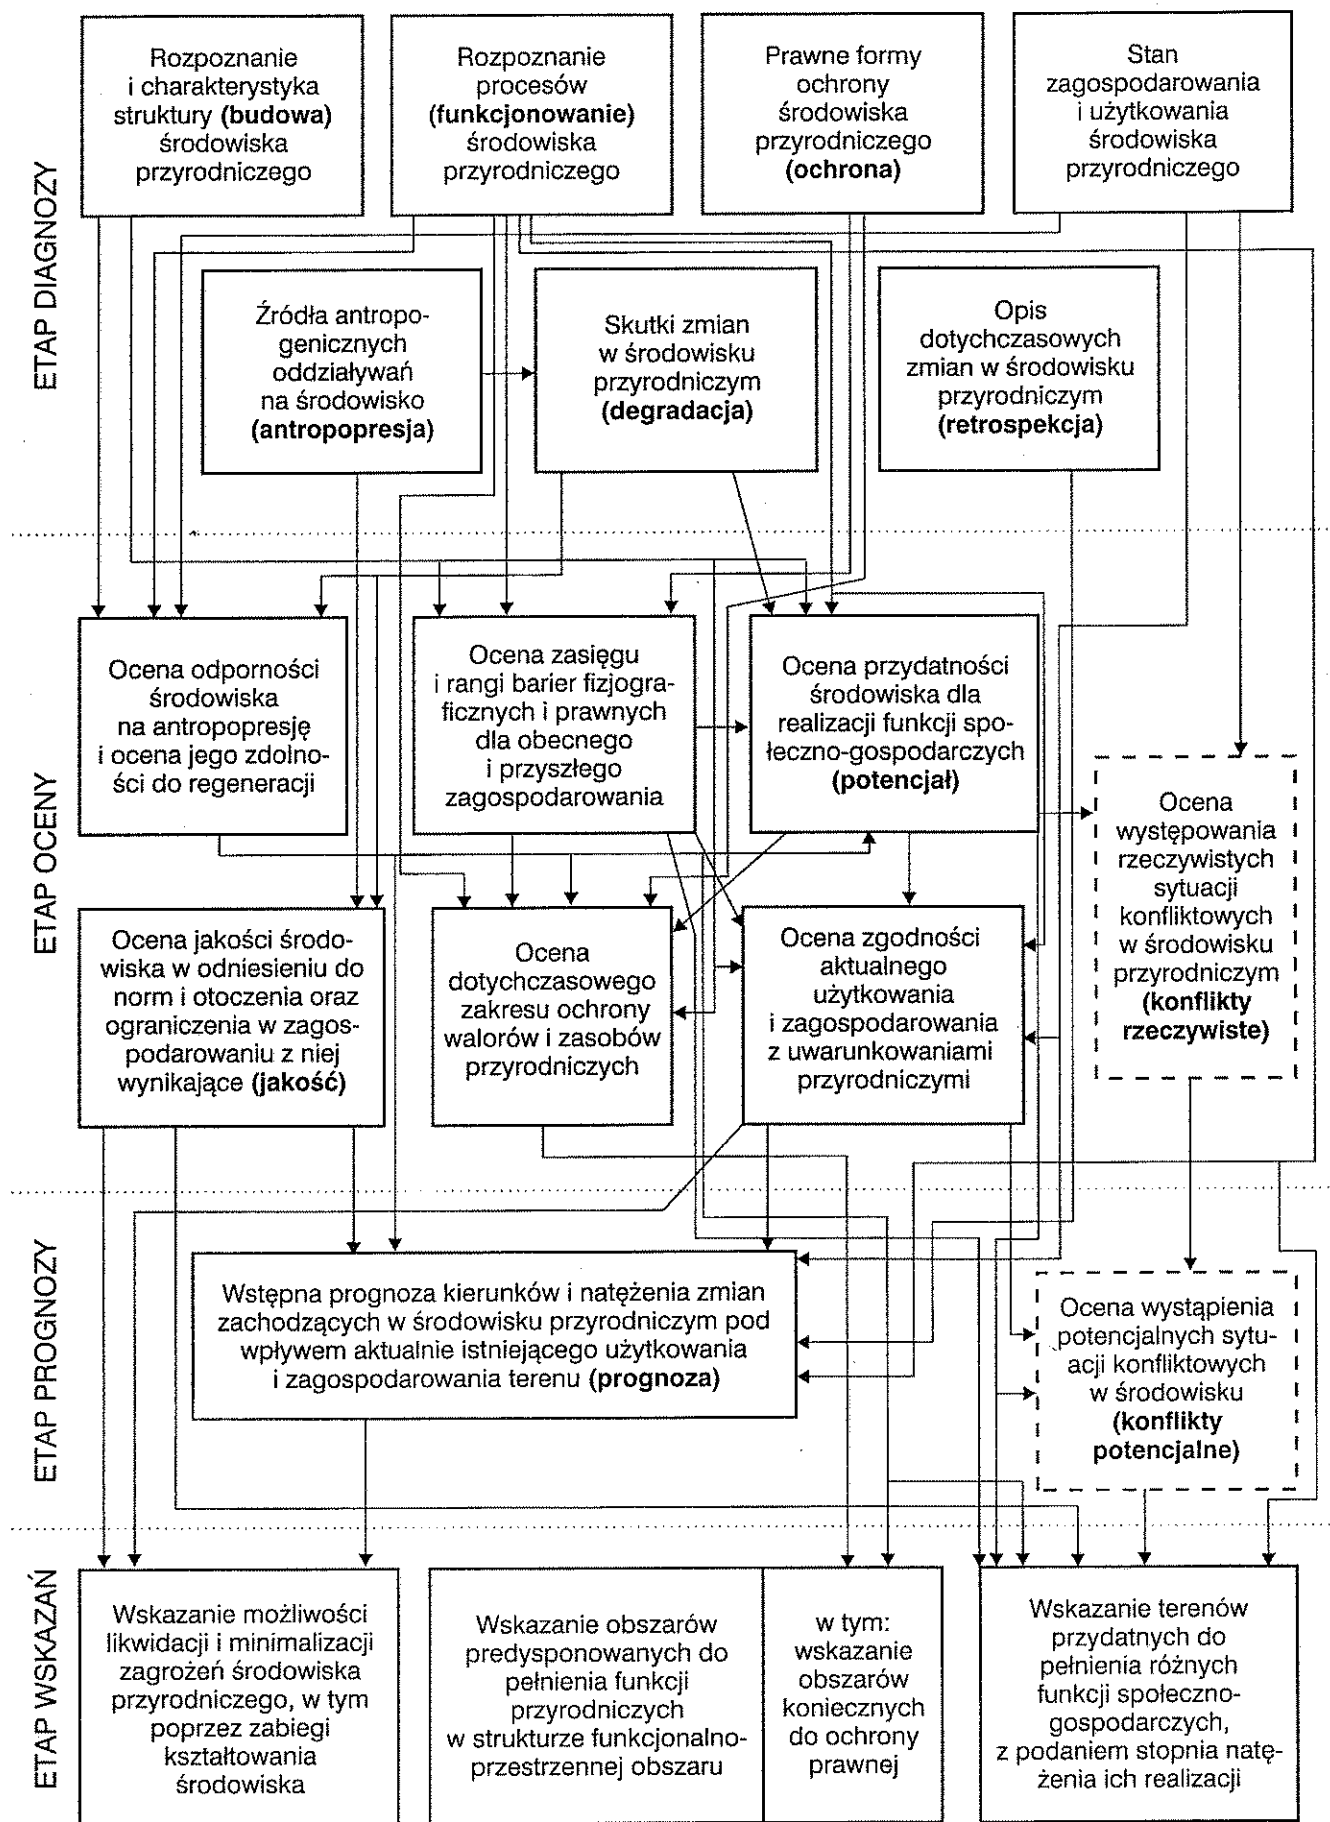 ETAP DIAGNOZY
Rozpoznanie
i charakterystyka
struktury (budowa)
środowiska
przyrodniczego
Rozpoznanie
procesów
(funkcjonowanie)
środowiska
przyrodniczego
Prawne formy
ochrony
środowiska
przyrodniczego
(ochrona)
Stan
zagospodarowania
i użytkowania
środowiska
przyrodniczego
Źródła antropo-
genicznych
oddziaływań
na środowisko
(antropopresja)
Skutki zmian
w środowisku
przyrodniczym
(degradacja)
Opis
dotychczasowych
zmian w środowisku
przyrodniczym
(retrospekcja)
ETAP OCENY
Ocena odporności
środowiska
na antropopresję
i ocena jego zdolno-
ści do regeneracji
Ocena zasięgu
i rangi barier fizjogra-
ficznych i prawnych
dla obecnego
i przyszłego
zagospodarowania
Ocena przydatności
środowiska dla
realizacji funkcji spo-
łeczno-gospodarczych
(potencjał)
Ocena
występowania
rzeczywistych
sytuacji
konfliktowych
w środowisku
przyrodniczym
(konflikty
rzeczywiste)
Ocena jakości środo-
wiska w odniesieniu do
norm i otoczenia oraz
ograniczenia w zagos-
podarowaniu z niej
wynikające (jakość)
Ocena
dotychczasowego
zakresu ochrony
walorów i zasobów
przyrodniczych
Ocena zgodności
aktualnego
użytkowania
i zagospodarowania
z uwarunkowaniami
przyrodniczymi
ETAP PROGNOZY
Wstępna prognoza kierunków i natężenia zmian
zachodzących w środowisku przyrodniczym pod
wpływem aktualnie istniejącego użytkowania
i zagospodarowania terenu (prognoza)
Ocena wystąpienia
potencjalnych sytu-
acji konfliktowych
w środowisku
(konflikty
potencjalne)
ETAP WSKAZAŃ
Wskazanie możliwości
likwidacji i minimalizacji
zagrożeń środowiska
przyrodniczego, w tym
poprzez zabiegi
kształtowania
środowiska
Wskazanie obszarów
predysponowanych do
pełnienia funkcji
przyrodniczych
w strukturze funkcjonalno-
przestrzennej obszaru
w tym:
wskazanie
obszarów
koniecznych
do ochrony
prawnej
Wskazanie terenów
przydatnych do
pełnienia różnych
funkcji społeczno-
gospodarczych,
z podaniem stopnia natę-
żenia ich realizacji